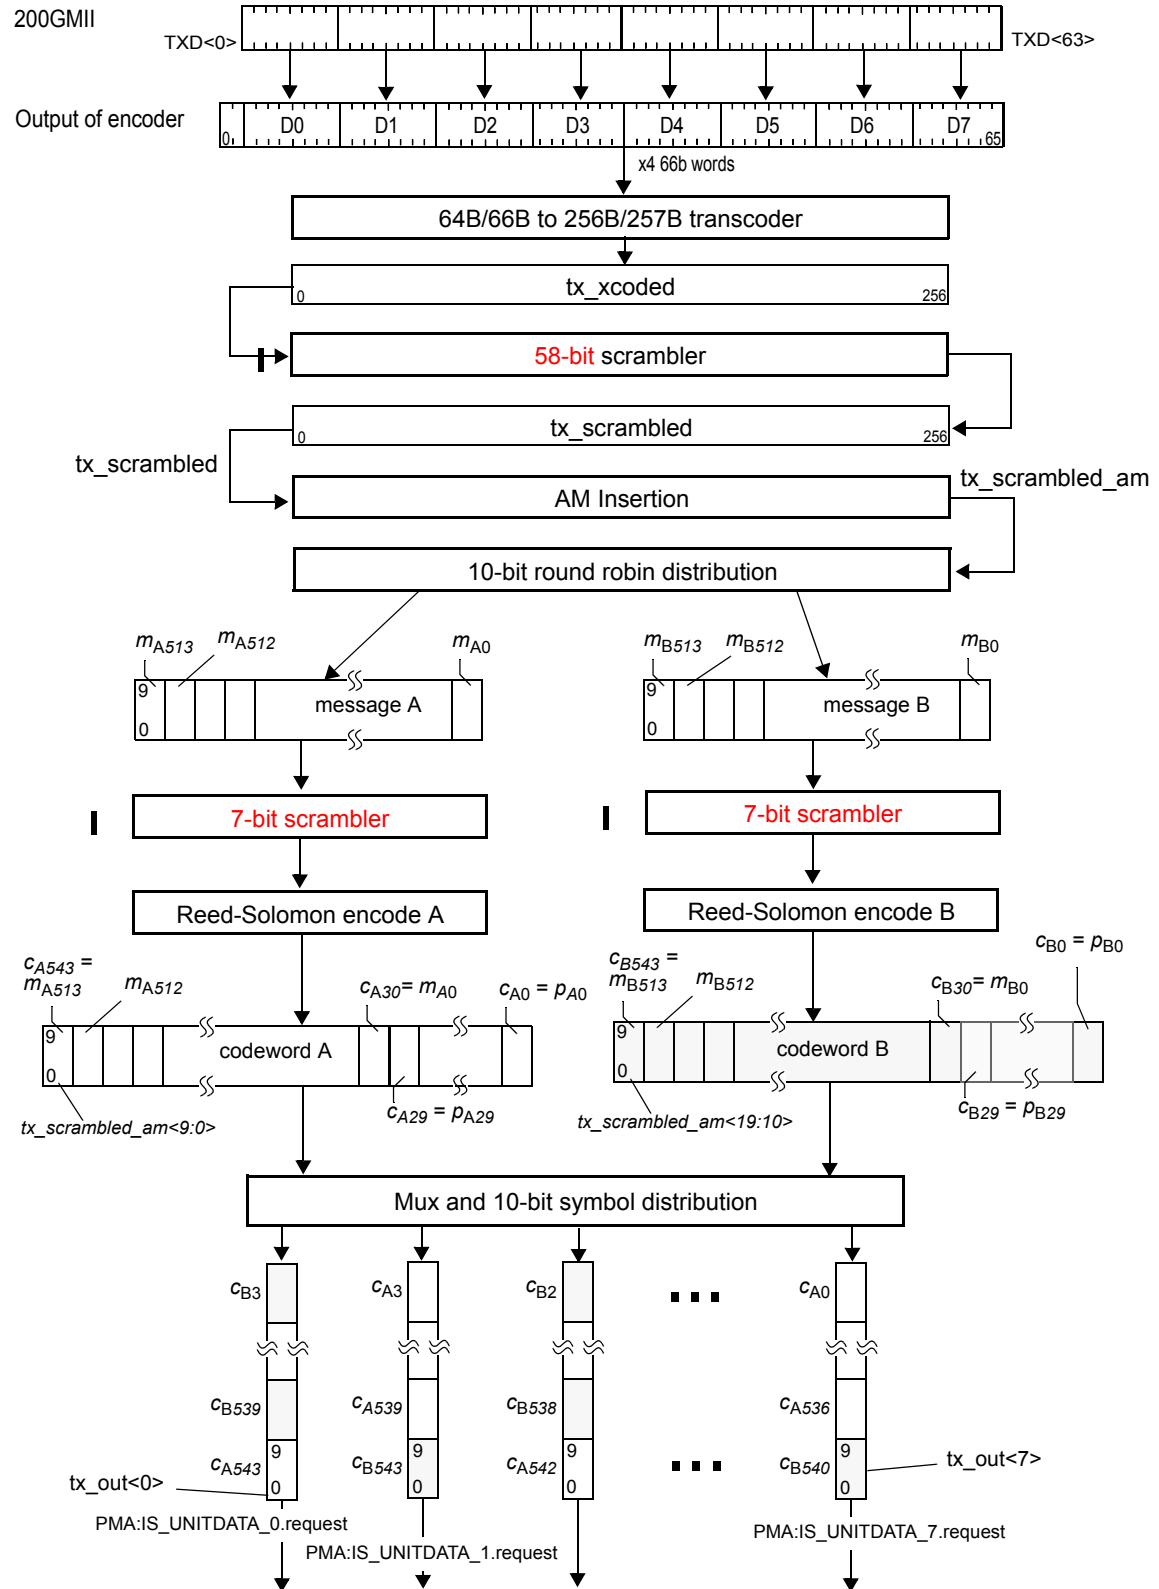 200GMII
TXD<0>
TXD<63>
Output of encoder
0
D0
D1
D2
D3
D4
D5
D6
D7
65
x4 66b words
64B/66B to 256B/257B transcoder
tx_xcoded
0
256
58-bit scrambler
tx_scrambled
0
256
tx_scrambled
AM Insertion
tx_scrambled_am
10-bit round robin distribution
mA513
mA512
mA0
mB513
mB512
mB0
9
0
message A
9
0
message B
7-bit scrambler
7-bit scrambler
Reed-Solomon encode A
Reed-Solomon encode B
cA543 =
mA513
mA512
cA30= mA0
cA0 = pA0
cB543 =
mB513
mB512
cB30= mB0
cB0 = pB0
9
0
codeword A
9
0
codeword B
tx_scrambled_am<9:0>
cA29 = pA29
tx_scrambled_am<19:10>
cB29 = pB29
Mux and 10-bit symbol distribution
cB3
cA3
cB2
cA0
cB539
cA539
cB538
cA536
cA543
9
0
cB543
9
0
cA542
9
0
cB540
9
0
tx_out<0>
tx_out<7>
PMA:IS_UNITDATA_0.request
PMA:IS_UNITDATA_1.request
PMA:IS_UNITDATA_7.request